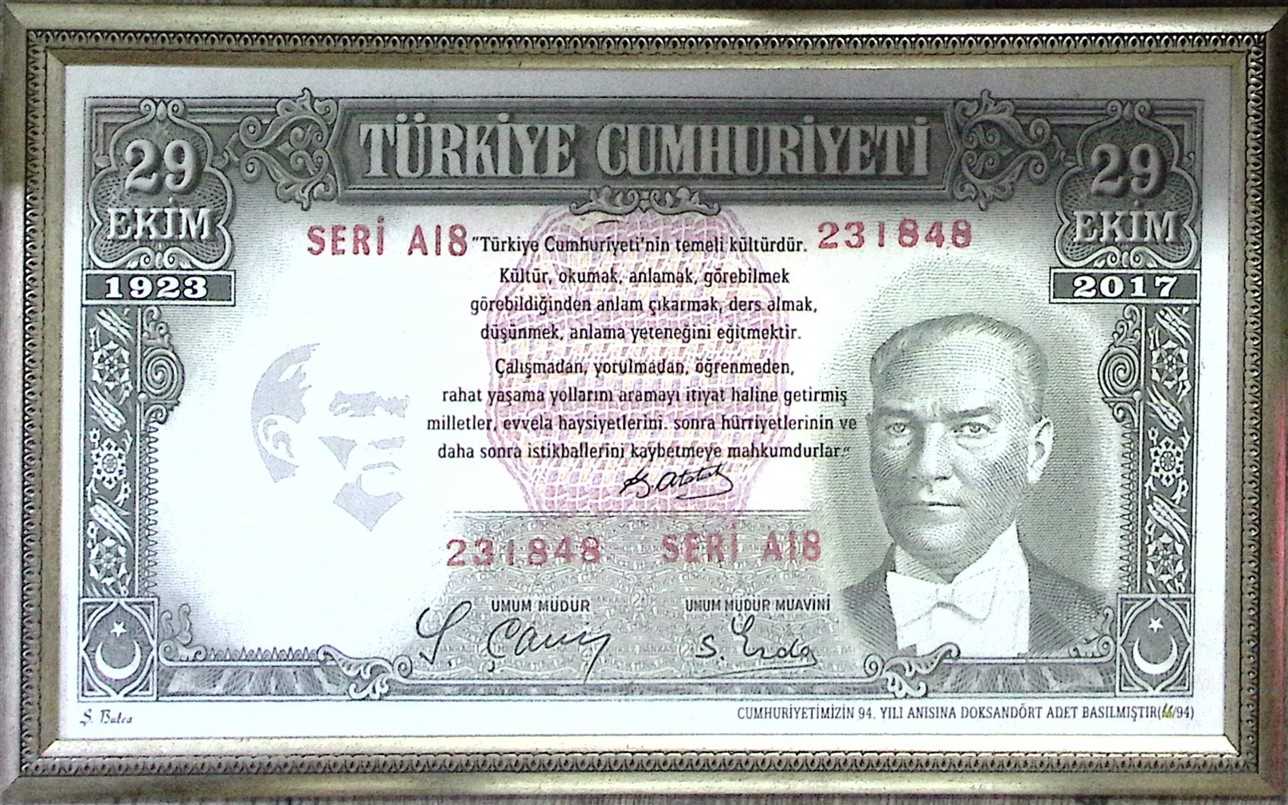 TÜRKİYE CUMHURİYETİ
29
EKİM
1923
29
EKİM
2017
SERİ A18
231848
"Türkiye Cumhuriyeti'nin temeli kültürdür.
Kültür, okumak, anlamak, görebilmek
görebildiğinden anlam çıkarmak, ders almak,
düşünmek, anlama yeteneğini eğitmektir.
Çalışmadan, yorulmadan, öğrenmeden,
rahat yaşama yollarını aramayı itiyat haline getirmiş
milletler, evvela haysiyetlerini. sonra hürriyetlerinin ve
daha sonra istikballerini kaybetmeye mahkumdurlar."
K. Atatürk
231848 SERİ A18
UMUM MÜDÜR
UMUM MÜDÜR MUAVİNİ
Ş. Bulca
CUMHURİYETİMİZİN 94. YILI ANISINA DOKSANDÖRT ADET BASILMIŞTIR( /94)